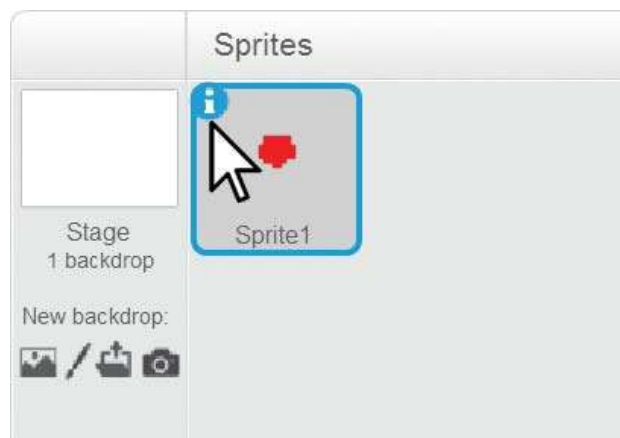 Sprites
i
Stage
1 backdrop
Sprite1
New backdrop: